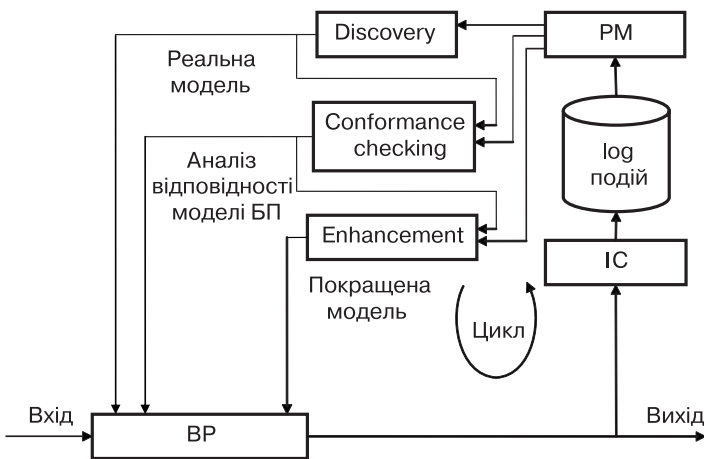 Discovery
PM
Реальна
модель
Conformance
checking
log
подій
Аналіз
відповідності
моделі БП
Enhancement
IC
Покращена
модель
Цикл
Вхід
BP
Вихід